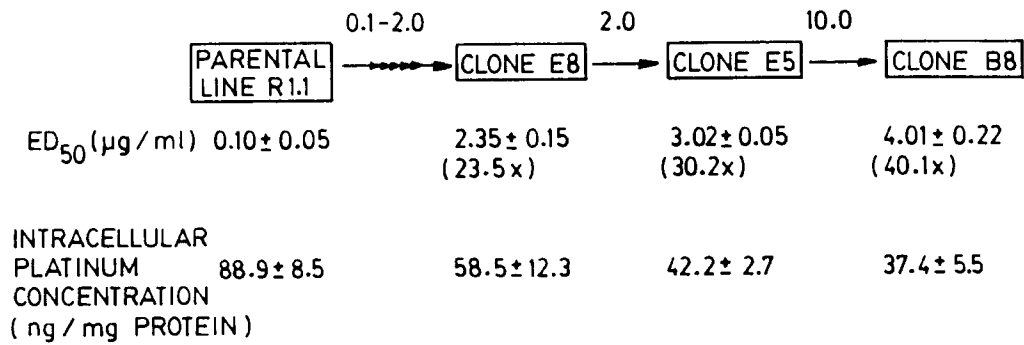 0.1-2.0 2.0 10.0
PARENTAL
LINE R1.1 CLONE E8 CLONE E5 CLONE B8
ED50 (µg/ml) 0.10 ± 0.05 2.35 ± 0.15 3.02 ± 0.05 4.01 ± 0.22
(23.5x) (30.2x) (40.1x)
INTRACELLULAR
PLATINUM 88.9 ± 8.5 58.5 ± 12.3 42.2 ± 2.7 37.4 ± 5.5
CONCENTRATION
(ng/mg PROTEIN)